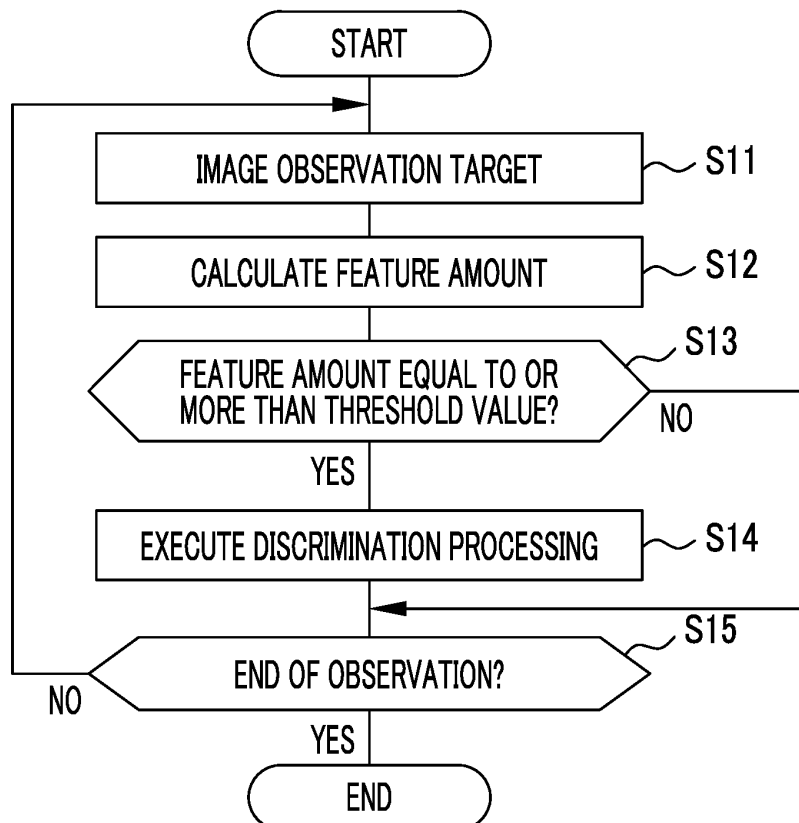 START
IMAGE OBSERVATION TARGET
S11
CALCULATE FEATURE AMOUNT
S12
S13
FEATURE AMOUNT EQUAL TO OR
MORE THAN THRESHOLD VALUE?
NO
YES
EXECUTE DISCRIMINATION PROCESSING
S14
S15
END OF OBSERVATION?
NO
YES
END